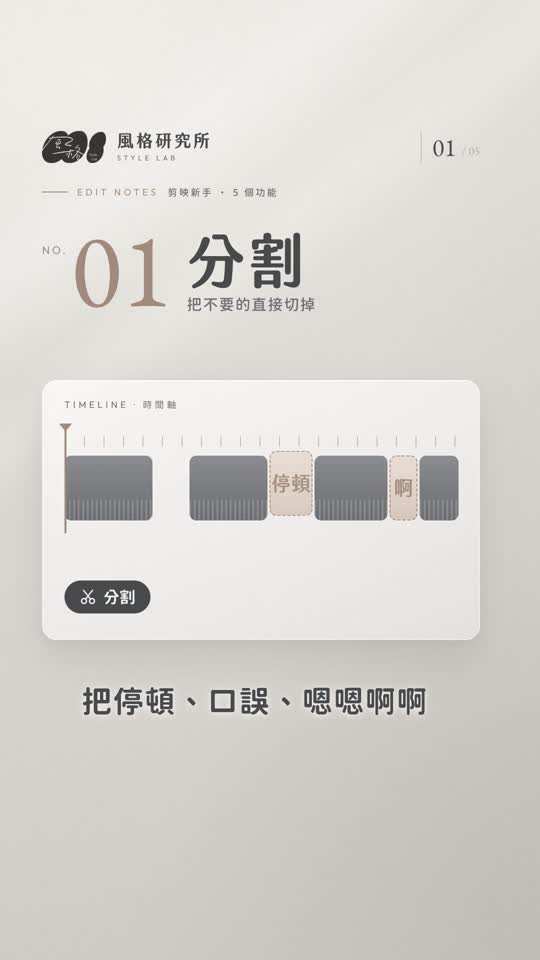 風格研究所
STYLE LAB
01 / 05
EDIT NOTES 剪映新手 • 5 個功能
NO. 01 分割
把不要的直接切掉
TIMELINE · 時間軸
停頓
啊
分割
把停頓、口誤、嗯嗯啊啊